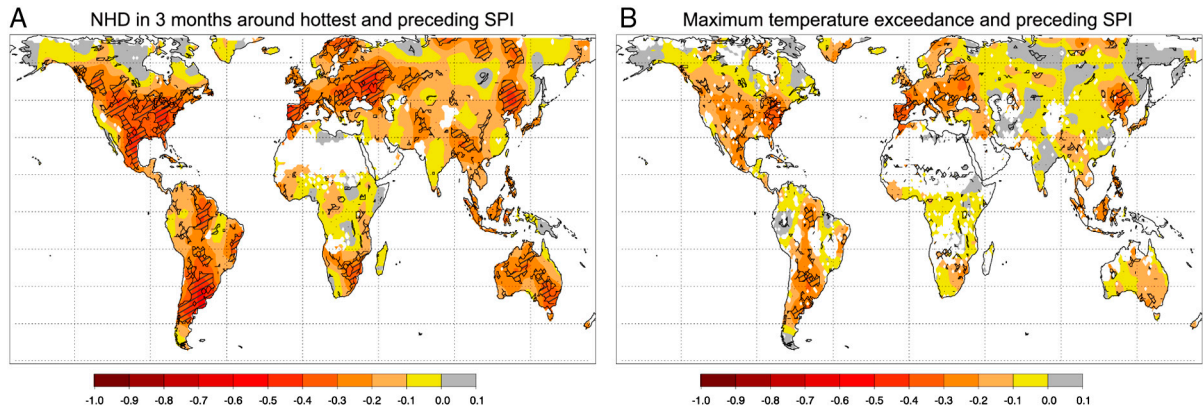 A
NHD in 3 months around hottest and preceding SPI
-1.0 -0.9 -0.8 -0.7 -0.6 -0.5 -0.4 -0.3 -0.2 -0.1 0.0 0.1
B
Maximum temperature exceedance and preceding SPI
-1.0 -0.9 -0.8 -0.7 -0.6 -0.5 -0.4 -0.3 -0.2 -0.1 0.0 0.1